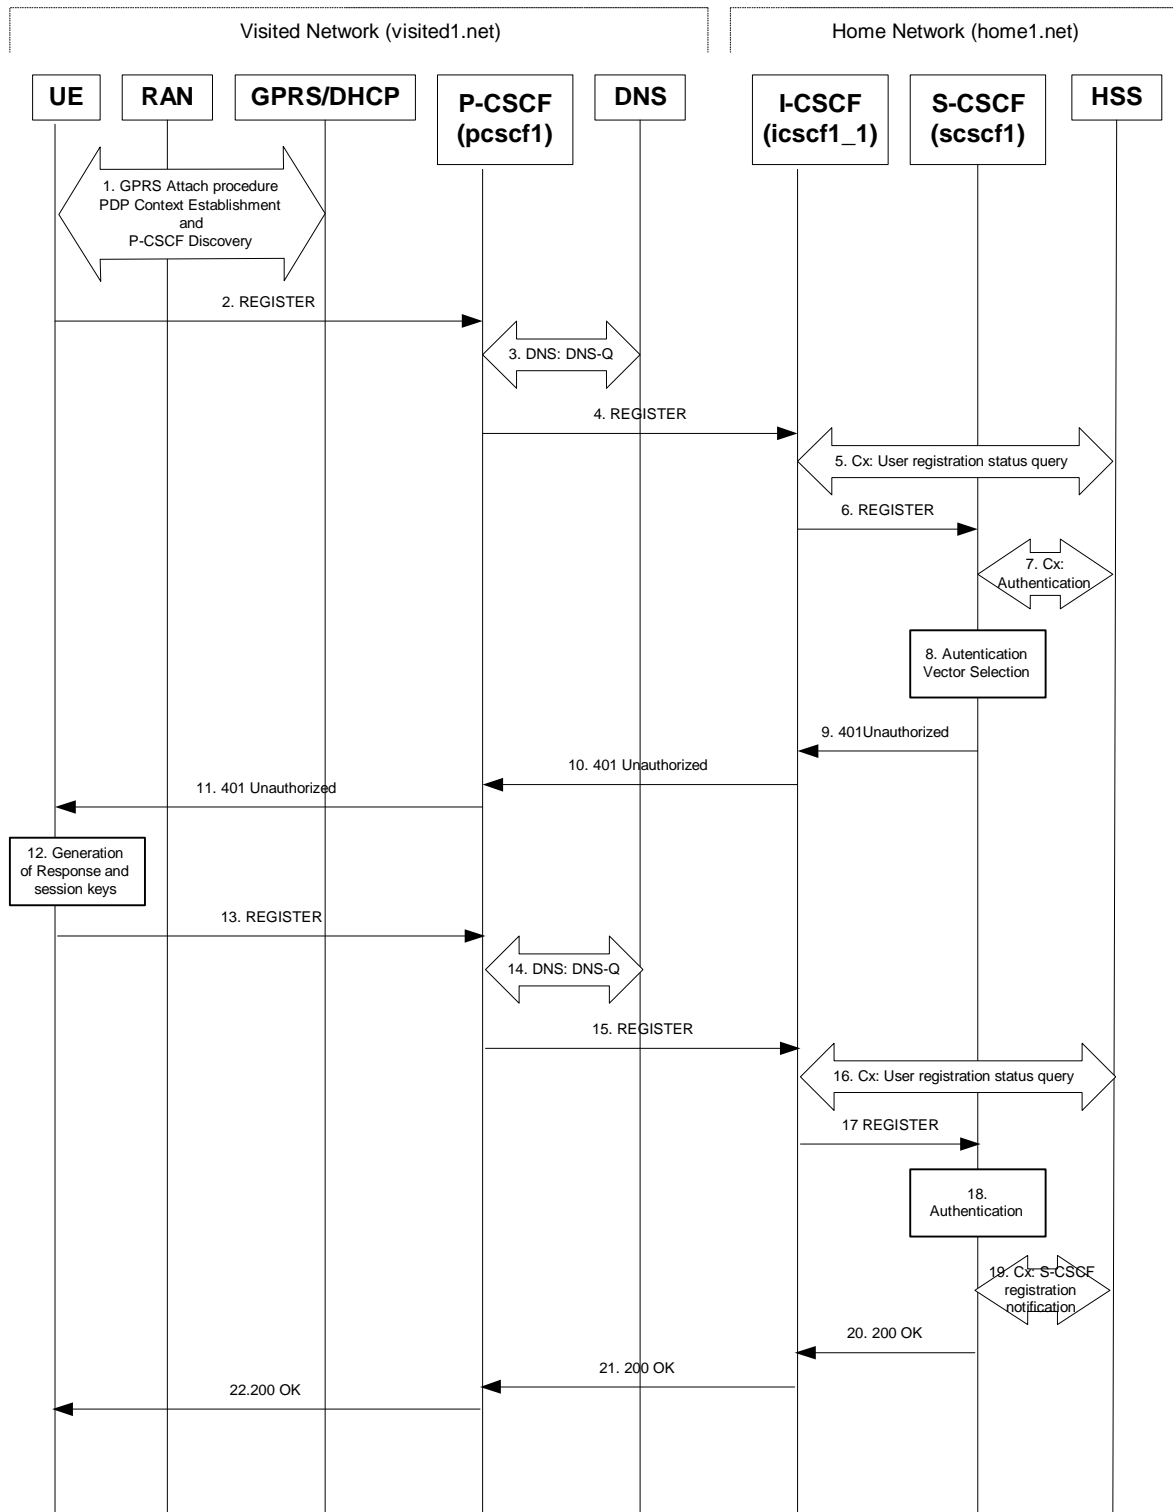 Visited Network (visited1.net)
Home Network (home1.net)
UE
RAN
GPRS/DHCP
P-CSCF
(pcscf1)
DNS
I-CSCF
(icscf1_1)
S-CSCF
(scscf1)
HSS
1. GPRS Attach procedure
PDP Context Establishment
and
P-CSCF Discovery
2. REGISTER
3. DNS: DNS-Q
4. REGISTER
5. Cx: User registration status query
6. REGISTER
7. Cx:
Authentication
8. Autentication
Vector Selection
9. 401Unauthorized
10. 401 Unauthorized
11. 401 Unauthorized
12. Generation
of Response and
session keys
13. REGISTER
14. DNS: DNS-Q
15. REGISTER
16. Cx: User registration status query
17 REGISTER
18.
Authentication
19. Cx: S-CSCF
registration
notification
20. 200 OK
21. 200 OK
22.200 OK